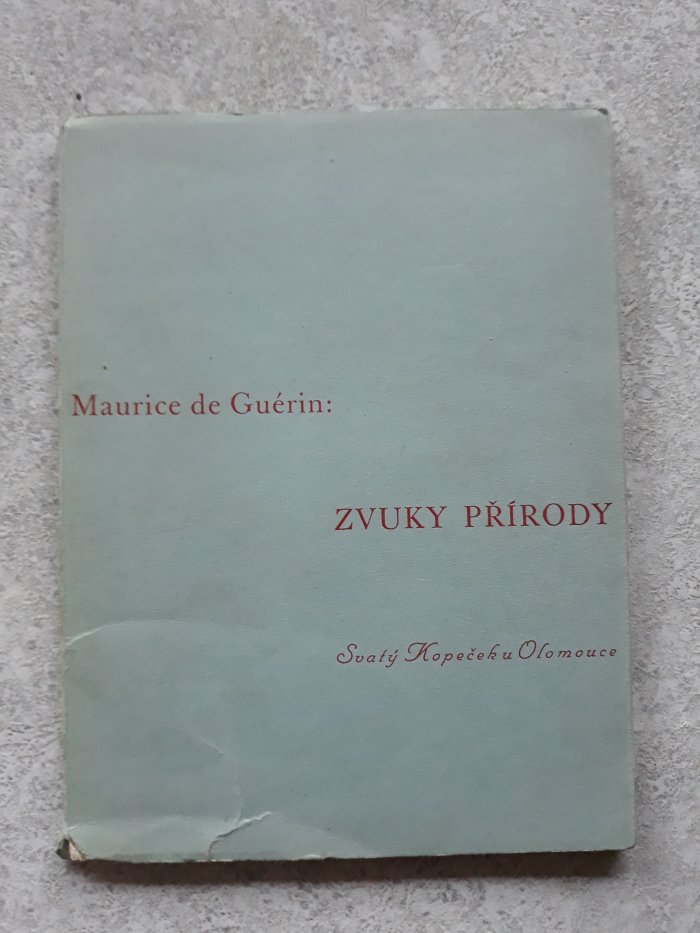 Maurice de Guérin:
ZVUKY PŘÍRODY
Svatý Kopeček u Olomouce